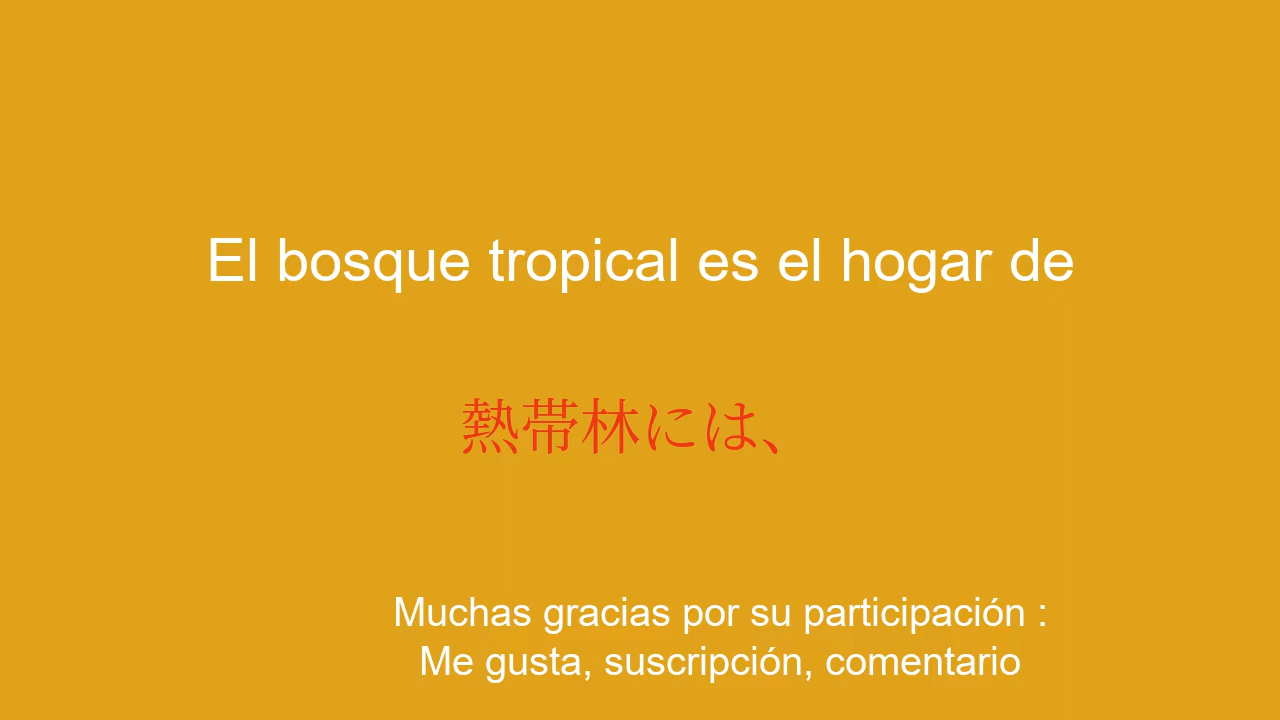 El bosque tropical es el hogar de
熱帯林には、
Muchas gracias por su participación :
Me gusta, suscripción, comentario